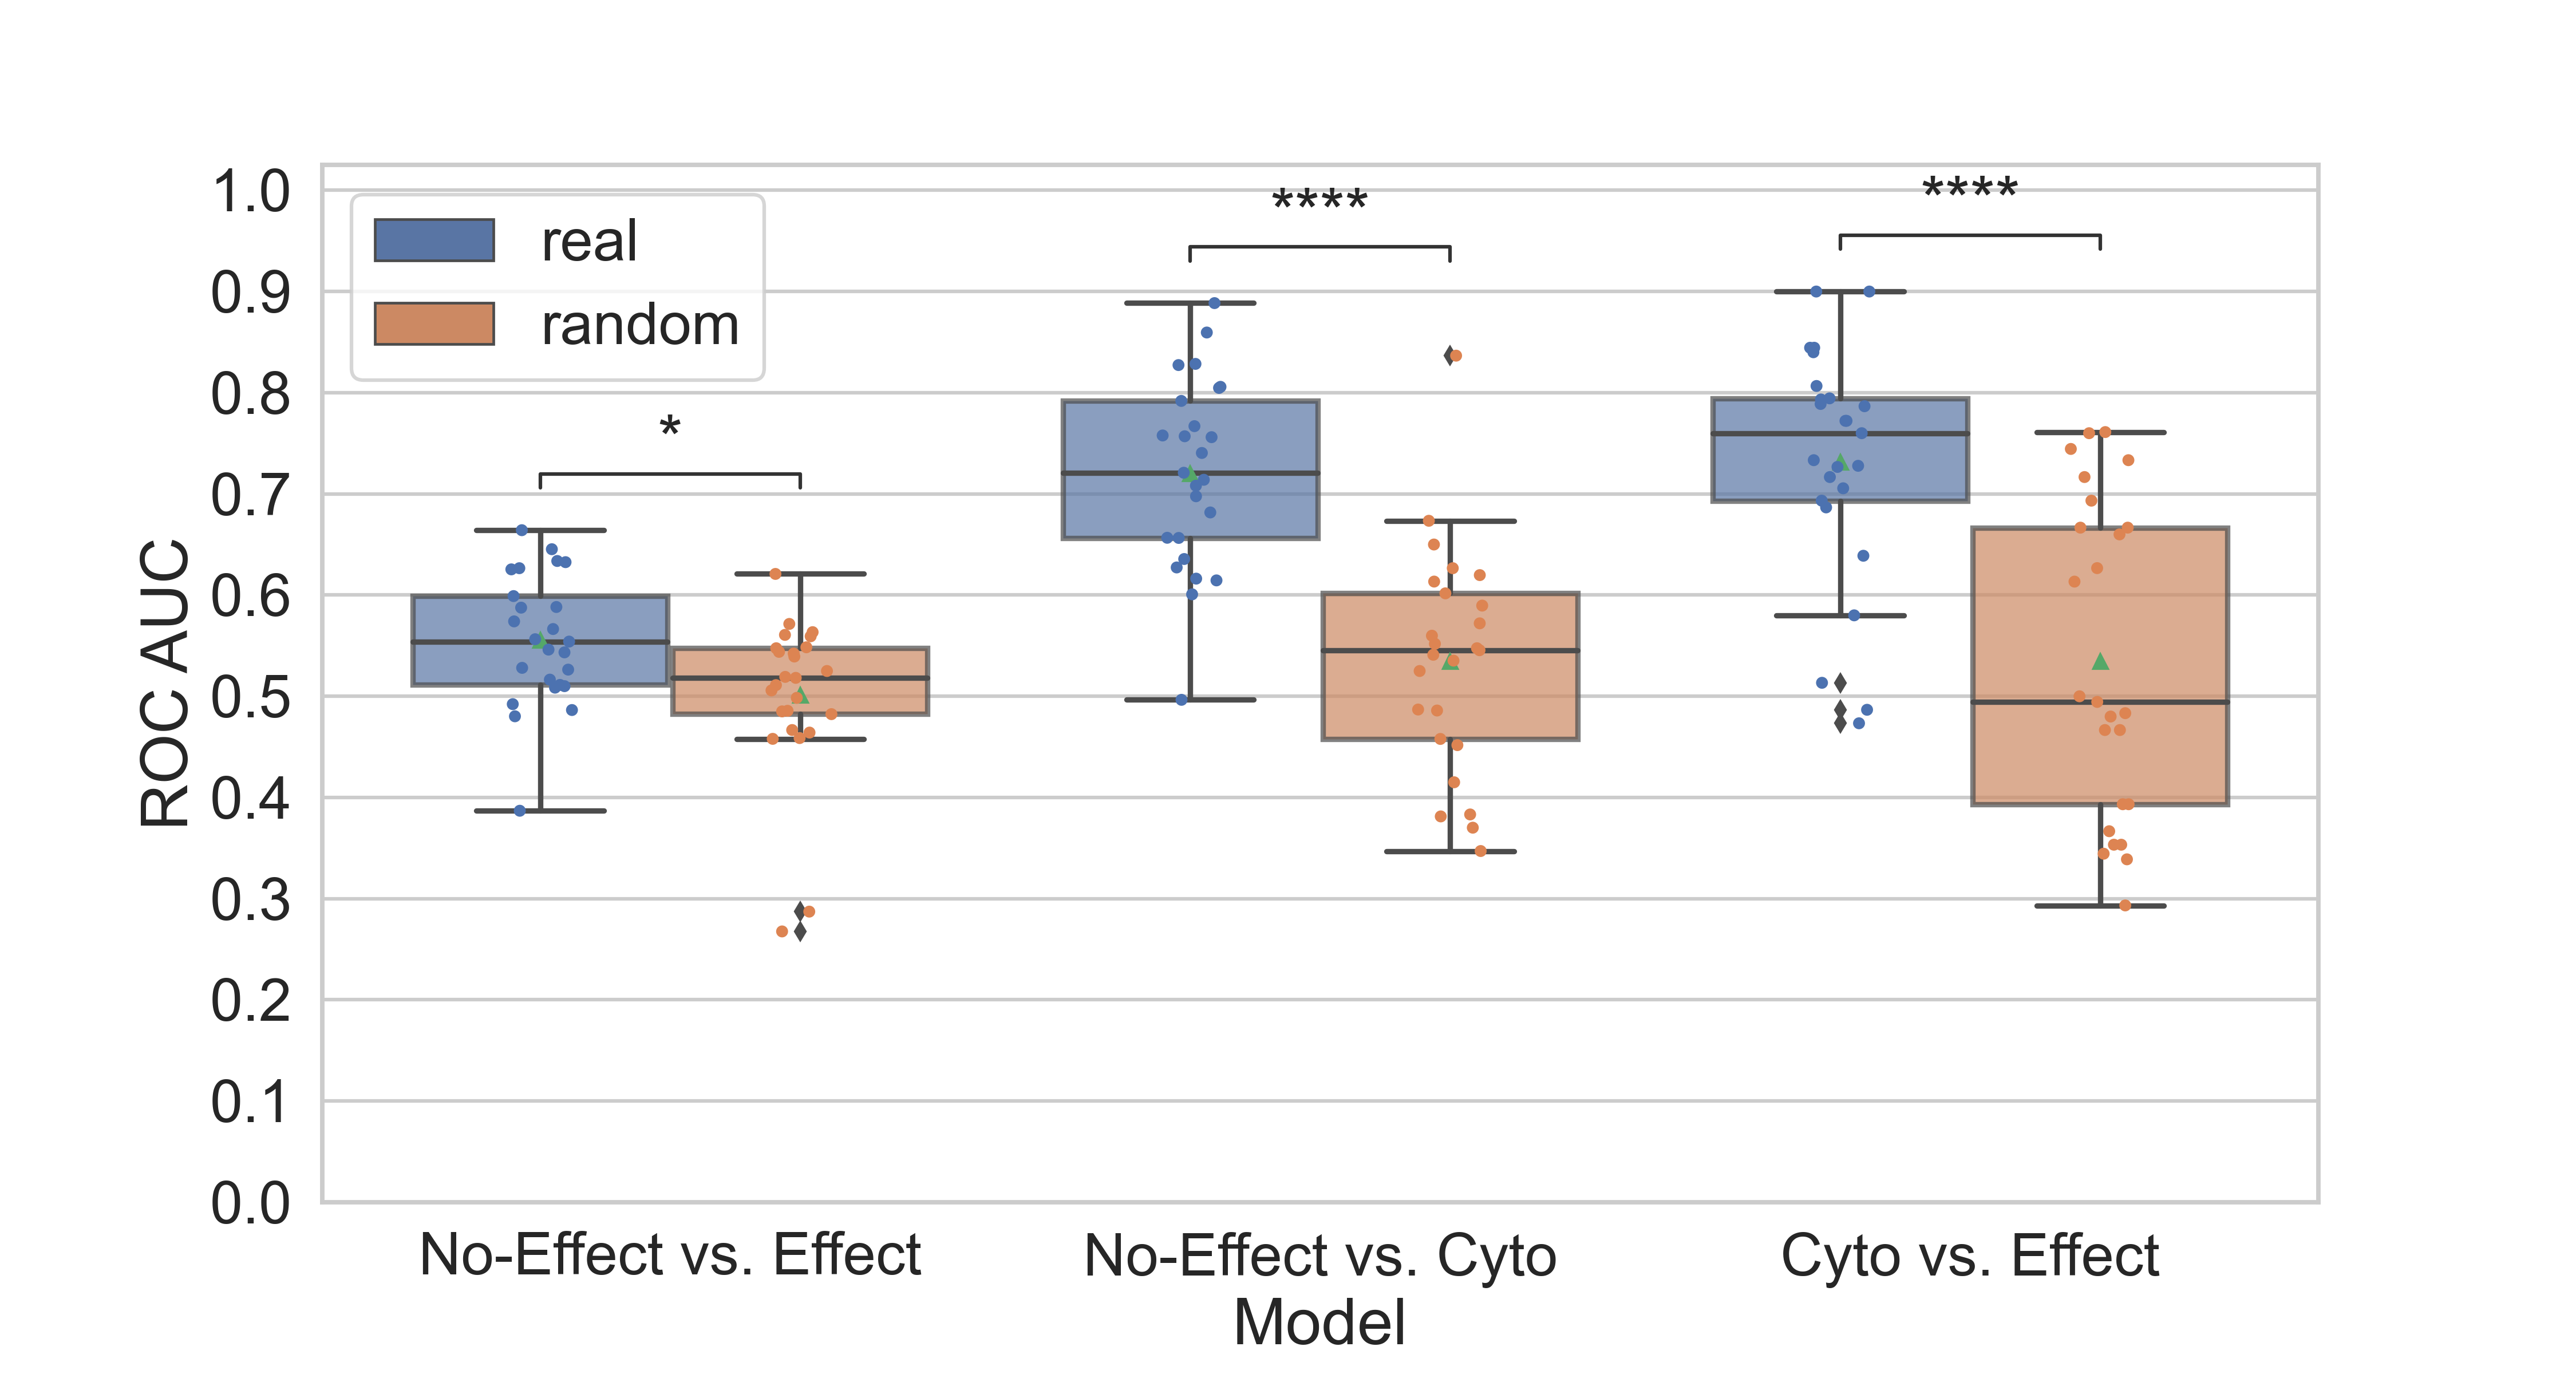 1.0
0.9
0.8
0.7
0.6
0.5
0.4
0.3
0.2
0.1
0.0
ROC AUC
real
random
*
****
****
No-Effect vs. Effect
No-Effect vs. Cyto
Cyto vs. Effect
Model